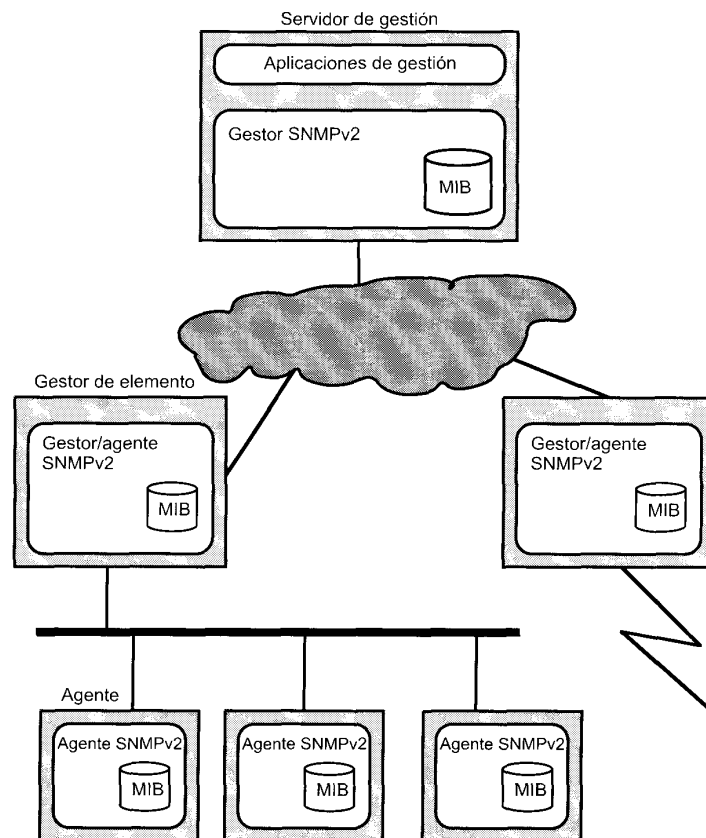 Servidor de gestión
Aplicaciones de gestión
Gestor SNMPv2
MIB
Gestor de elemento
Gestor/agente
SNMPv2
MIB
Gestor/agente
SNMPv2
MIB
Agente
Agente SNMPv2
MIB
Agente SNMPv2
MIB
Agente SNMPv2
MIB